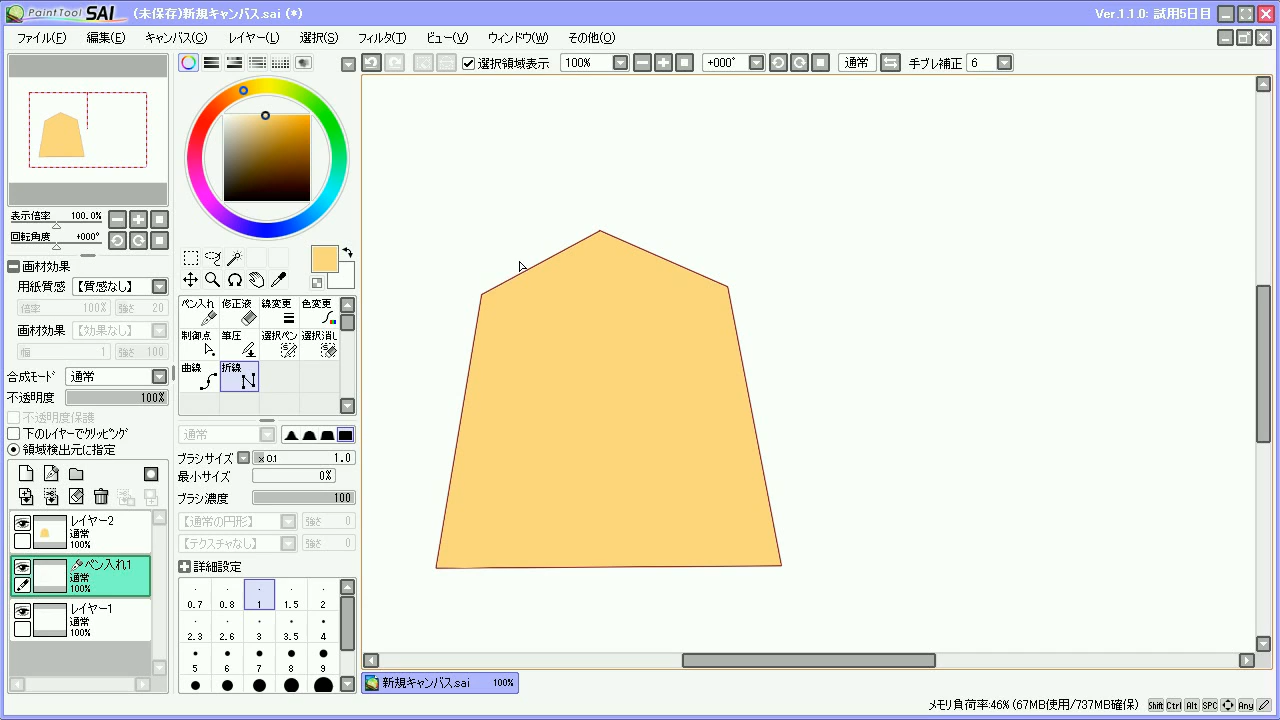 PaintTool SAI (未保存)新規キャンバス.sai (*) Ver.1.1.0: 試用5日目
ファイル(F) 編集(E) キャンバス(C) レイヤー(L) 選択(S) フィルタ(T) ビュー(V) ウィンドウ(W) その他(O)
選択領域表示 100% +000° 通常 手ブレ補正 6
表示倍率 100.0%
回転角度 +000°
画材効果
用紙質感 【質感なし】
倍率 100% 強さ 20
画材効果 【効果なし】
幅 1 強さ 100
合成モード 通常
不透明度 100%
不透明度保護
下のレイヤーでクリッピング
領域検出元に指定
レイヤー2
通常
100%
ペン入れ1
通常
100%
レイヤー1
通常
100%
ペン入れ 修正液 線変更 色変更
制御点 筆圧 選択ペン 選択消し
曲線 折線
通常
ブラシサイズ x 0.1 1.0
最小サイズ 0%
ブラシ濃度 100
【通常の円形】 強さ 0
【テクスチャなし】 強さ 0
詳細設定
0.7 0.8 1 1.5 2
2.3 2.6 3 3.5 4
5 6 7 8 9
新規キャンバス.sai 100%
メモリ負荷率:46% (67MB使用/737MB確保) Shift Ctrl Alt SPC Any